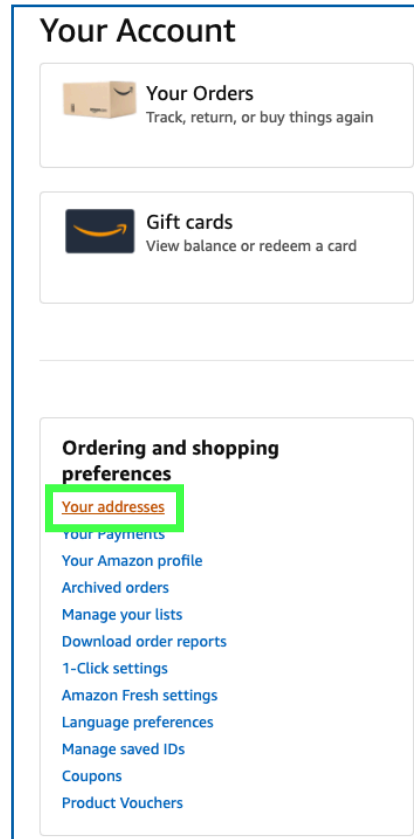 Your Account
Your Orders
Track, return, or buy things again
Gift cards
View balance or redeem a card
Ordering and shopping
preferences
Your addresses
Your Payments
Your Amazon profile
Archived orders
Manage your lists
Download order reports
1-Click settings
Amazon Fresh settings
Language preferences
Manage saved IDs
Coupons
Product Vouchers